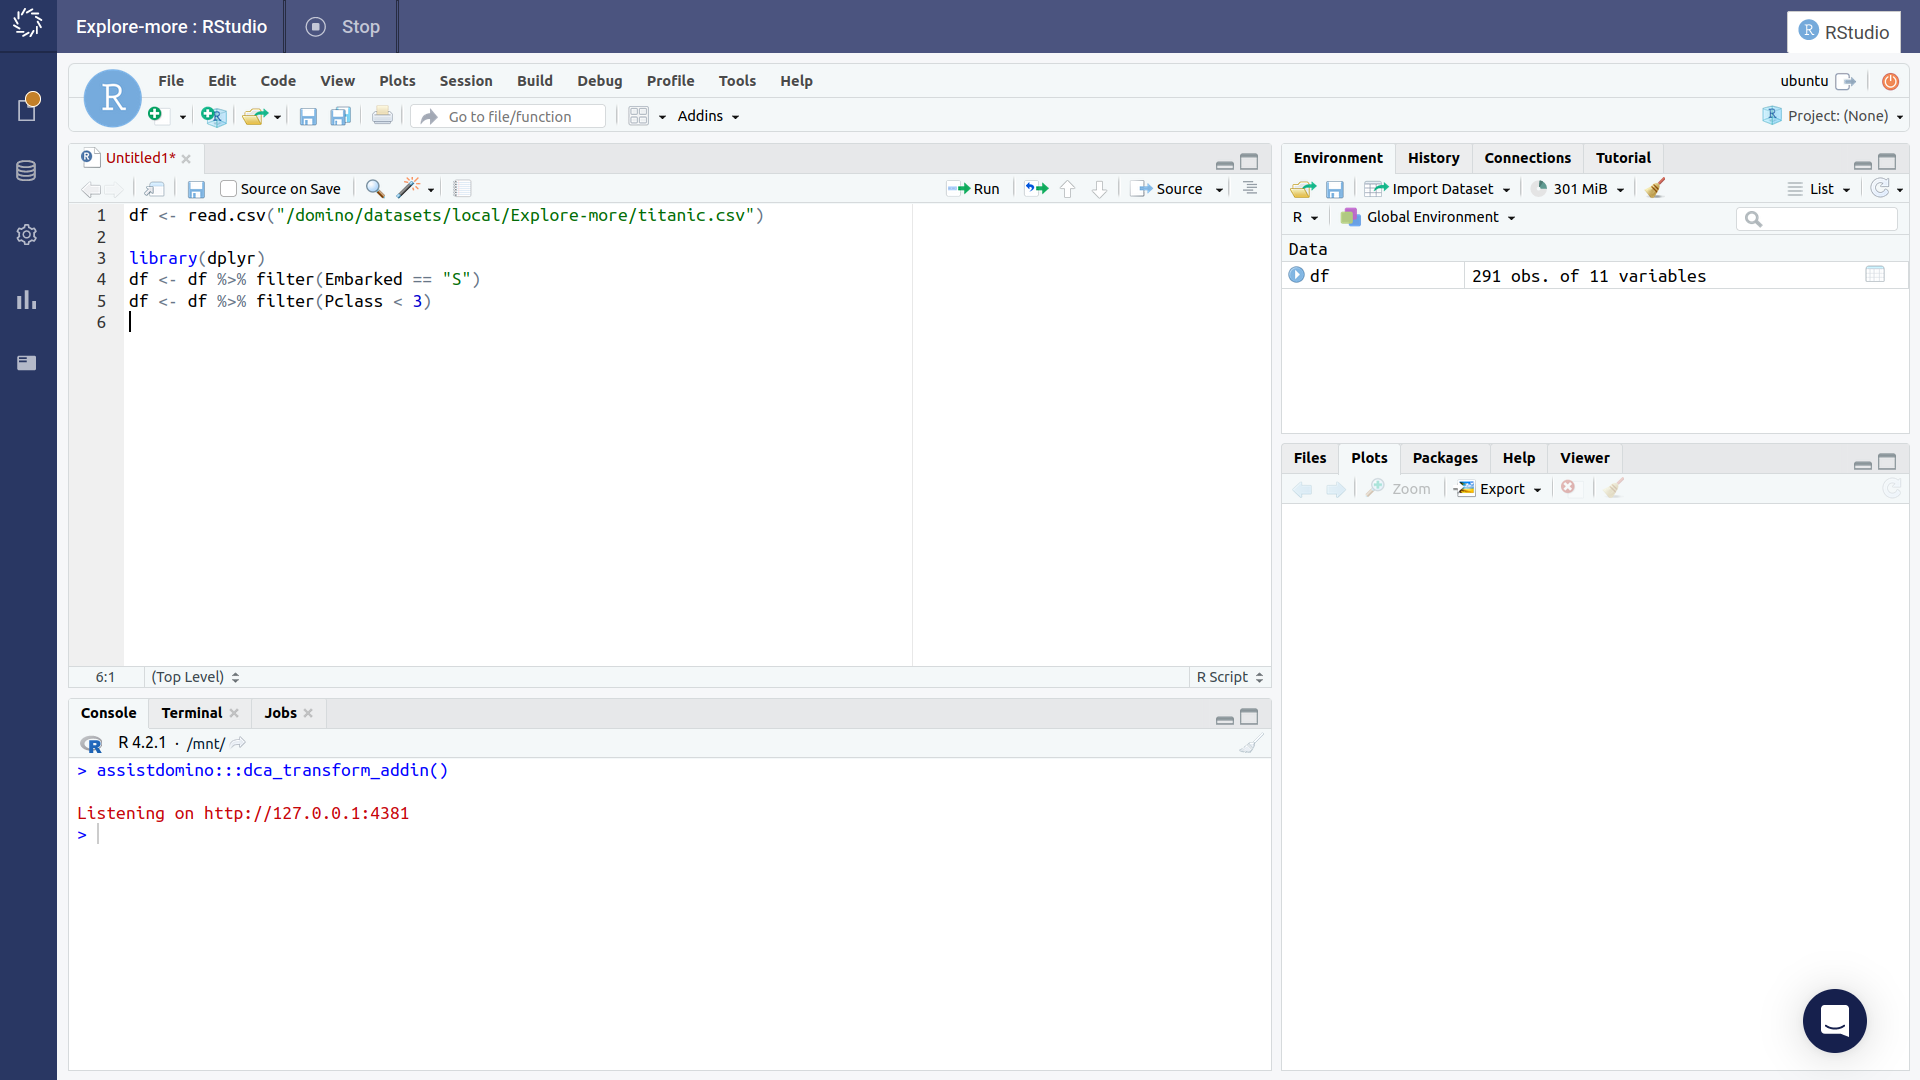 Explore-more : RStudio
Stop
RStudio
R
File Edit Code View Plots Session Build Debug Profile Tools Help
ubuntu
Go to file/function
Addins
Project: (None)
Untitled1*
Source on Save
Run
Source
1 df <- read.csv("/domino/datasets/local/Explore-more/titanic.csv")
2
3 library(dplyr)
4 df <- df %>% filter(Embarked == "S")
5 df <- df %>% filter(Pclass < 3)
6
6:1 (Top Level)
R Script
Console Terminal Jobs
R 4.2.1 · /mnt/
> assistdomino:::dca_transform_addin()
Listening on http://127.0.0.1:4381
>
Environment History Connections Tutorial
Import Dataset 301 MiB List
R Global Environment
Data
df 291 obs. of 11 variables
Files Plots Packages Help Viewer
Zoom Export